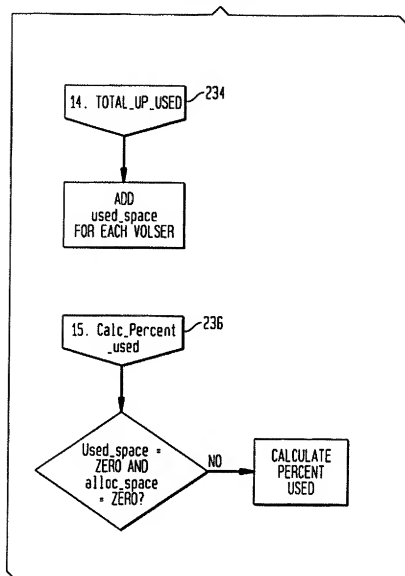 14. TOTAL_UP_USED
234
ADD
used_space
FOR EACH VOLSER
15. Calc_Percent
_used
236
Used_space =
ZERO AND
alloc_space
= ZERO?
NO
CALCULATE
PERCENT
USED